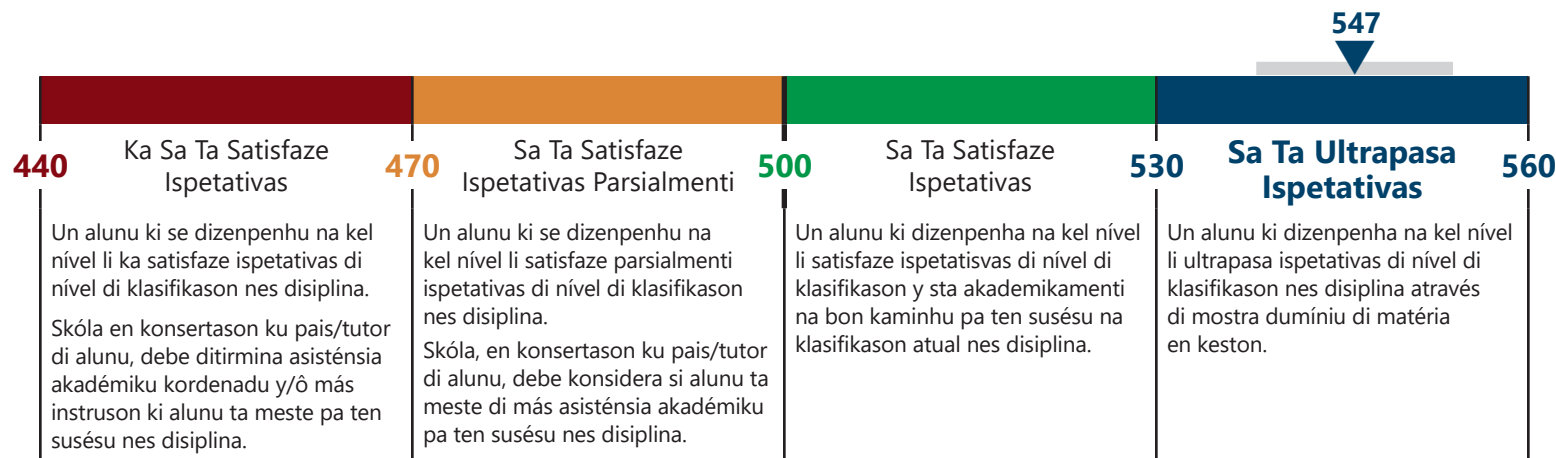 547
440
Ka Sa Ta Satisfaze
Ispetativas
470
Sa Ta Satisfaze
Ispetativas Parsialmenti
500
Sa Ta Satisfaze
Ispetativas
530
Sa Ta Ultrapasa
Ispetativas
560
Un alunu ki se dizenpenhu na kel
nível li ka satisfaze ispetativas di
nível di klasifikason nes disiplina.
Skóla en konsertason ku pais/tutor
di alunu, debe ditirmina asisténsia
akadémiku kordenadu y/ô más
instruson ki alunu ta meste pa ten
susésu nes disiplina.
Un alunu ki se dizenpenhu na
kel nível li satisfaze parsialmenti
ispetativas di nível di klasifikason
nes disiplina.
Skóla, en konsertason ku pais/tutor
di alunu, debe konsidera si alunu ta
meste di más asisténsia akadémiku
pa ten susésu nes disiplina.
Un alunu ki dizenpenha na kel nível
li satisfaze ispetatisvas di nível di
klasifikason y sta akademikamenti
na bon kaminhu pa ten susésu na
klasifikason atual nes disiplina.
Un alunu ki dizenpenha na kel nível
li ultrapasa ispetativas di nível di
klasifikason nes disiplina através
di mostra dumíniu di matéria
en keston.